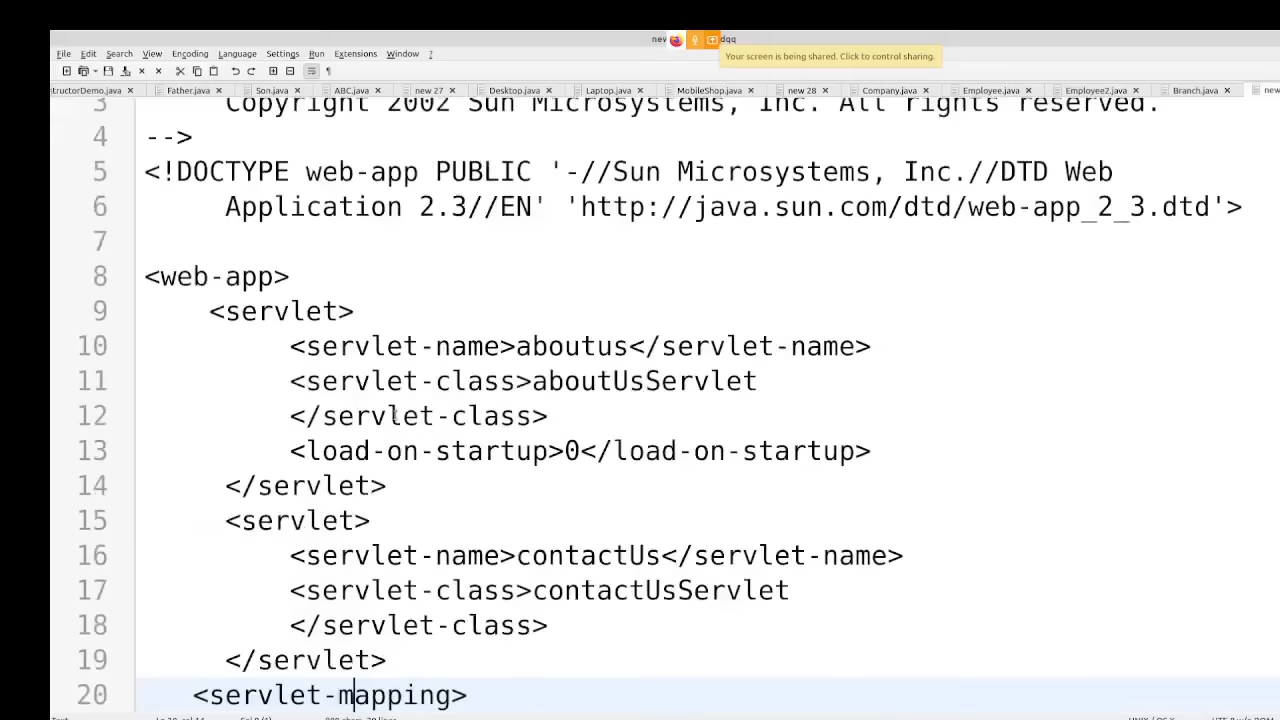 new dqq
Your screen is being shared. Click to control sharing.
File Edit Search View Encoding Language Settings Run Extensions Window ?
tructorDemo.java Father.java Son.java ABC.java new 27 Desktop.java Laptop.java MobileShop.java new 28 Company.java Employee.java Employee2.java Branch.java new
3 Copyright 2002 Sun Microsystems, Inc. All rights reserved.
4 -->
5 <!DOCTYPE web-app PUBLIC '-//Sun Microsystems, Inc.//DTD Web
6 Application 2.3//EN' 'http://java.sun.com/dtd/web-app_2_3.dtd'>
7
8 <web-app>
9 <servlet>
10 <servlet-name>aboutus</servlet-name>
11 <servlet-class>aboutUsServlet
12 </servlet-class>
13 <load-on-startup>0</load-on-startup>
14 </servlet>
15 <servlet>
16 <servlet-name>contactUs</servlet-name>
17 <servlet-class>contactUsServlet
18 </servlet-class>
19 </servlet>
20 <servlet-mapping>